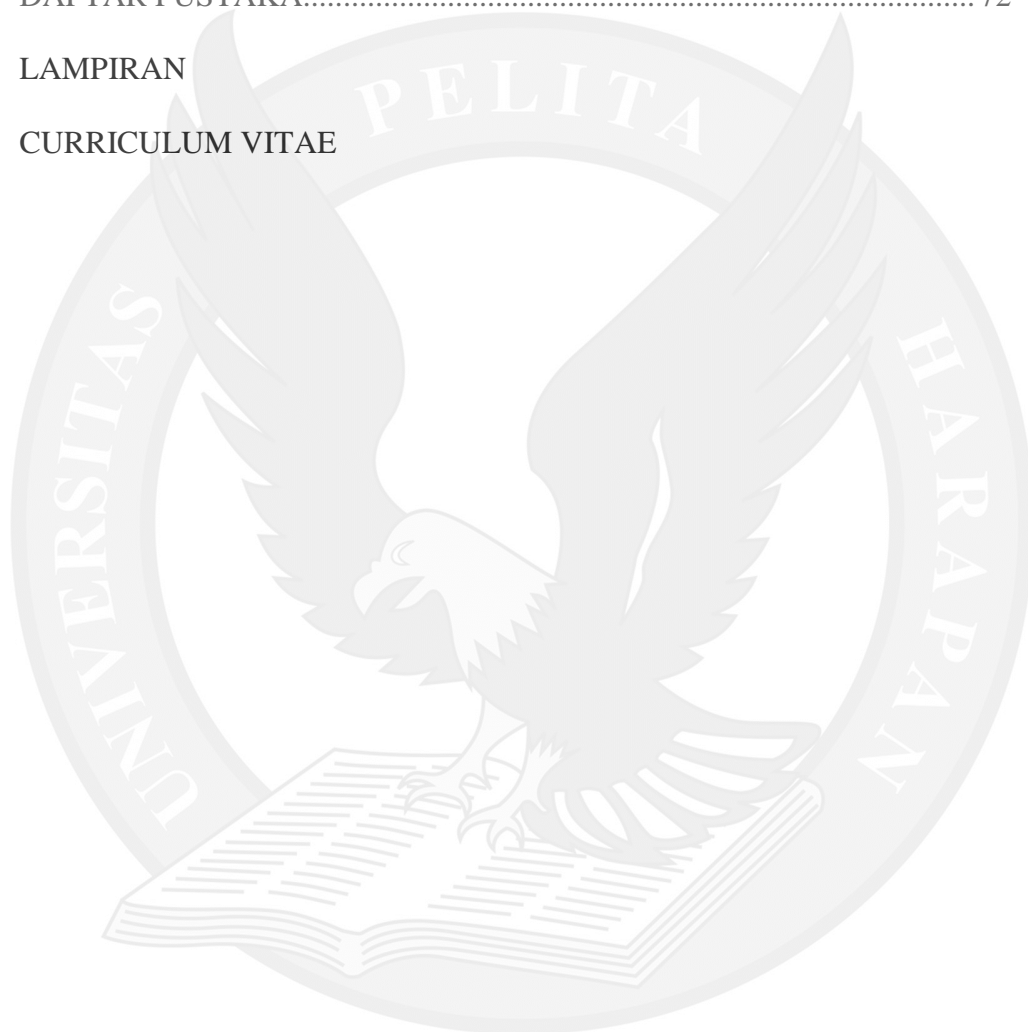 DAFTAR PUSTAKA.................................................................................. 72
LAMPIRAN
CURRICULUM VITAE
UNIVERSITAS PELITA HARAPAN